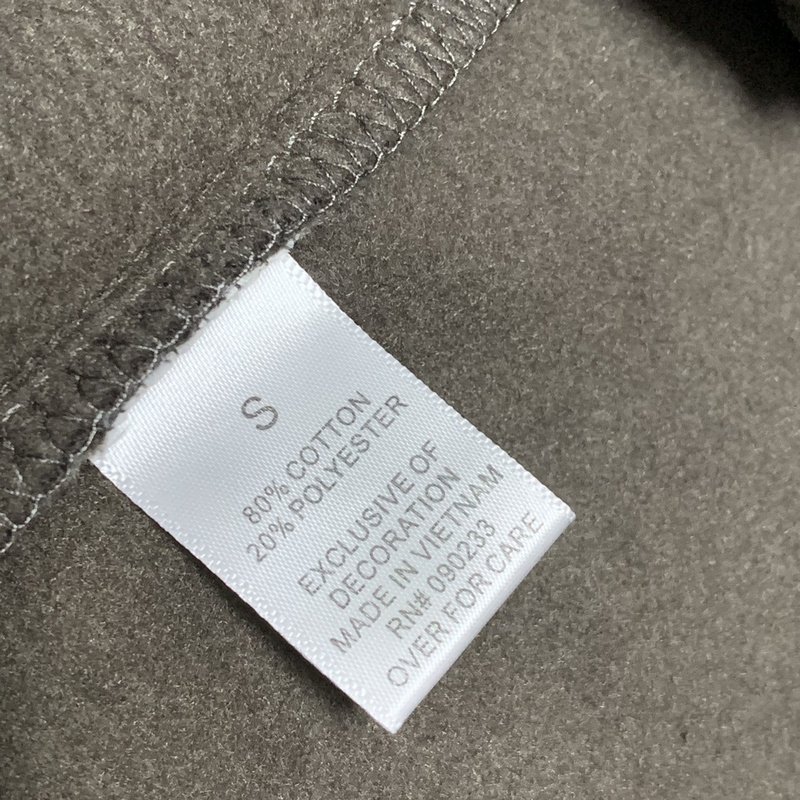 S
80% COTTON
20% POLYESTER
EXCLUSIVE OF
DECORATION
MADE IN VIETNAM
RN# 090233
OVER FOR CARE